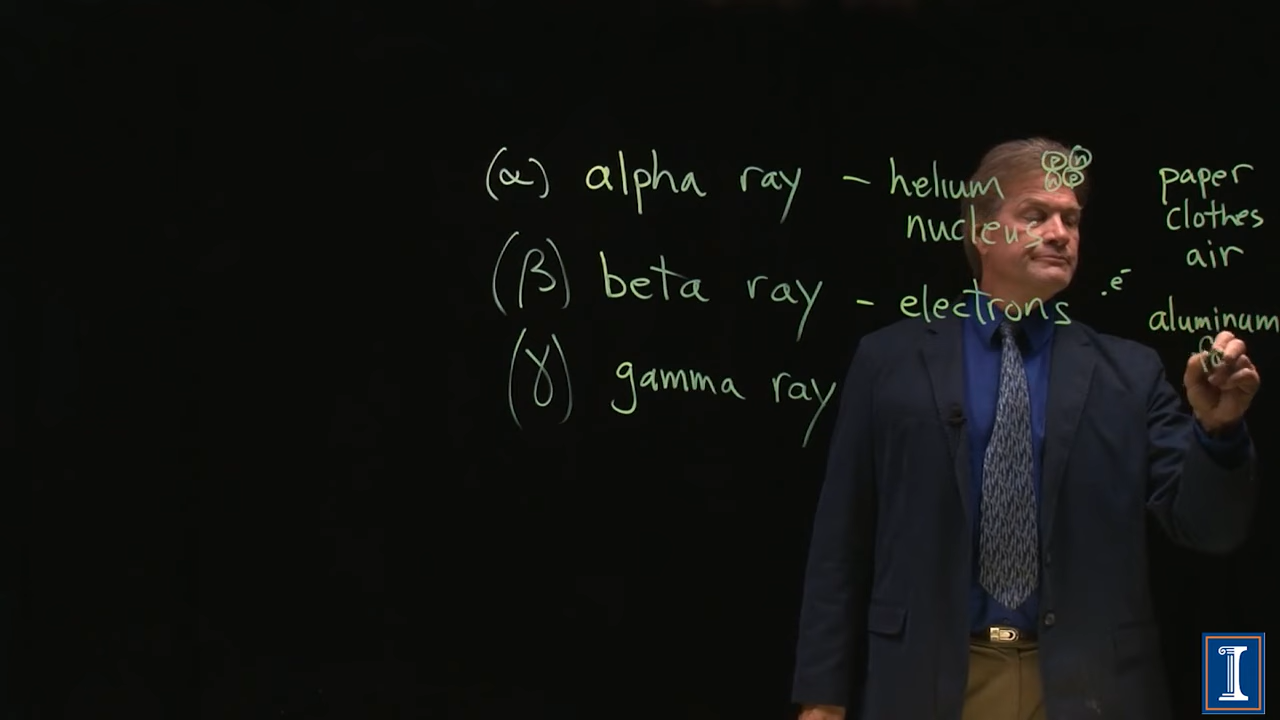 (α) alpha ray – helium nucleus
p n
n p
paper
clothes
air
(β) beta ray – electrons .e⁻
aluminum
(γ) gamma ray
I